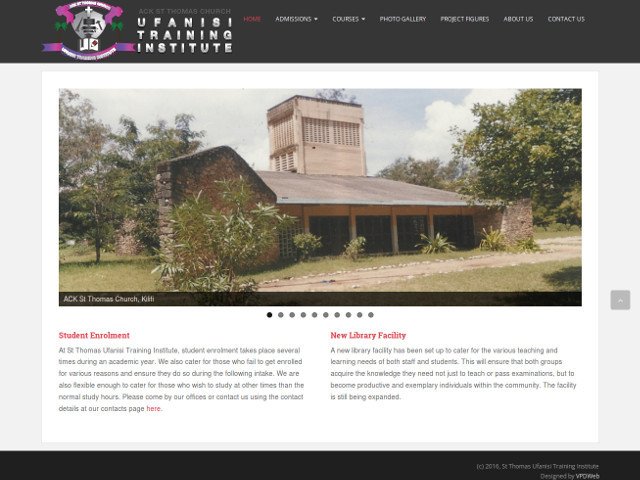 ACK ST THOMAS CHURCH
UFANISI
TRAINING
INSTITUTE
HOME
ADMISSIONS
COURSES
PHOTO GALLERY
PROJECT FIGURES
ABOUT US
CONTACT US
ACK St Thomas Church, Kilifi
Student Enrolment
At St Thomas Ufanisi Training Institute, student enrolment takes place several
times during an academic year. We also cater for those who fail to get enrolled
for various reasons and ensure they do so during the following intake. We are
also flexible enough to cater for those who wish to study at other times than the
normal study hours. Please come by our offices or contact us using the contact
details at our contacts page here.
New Library Facility
A new library facility has been set up to cater for the various teaching and
learning needs of both staff and students. This will ensure that both groups
acquire the knowledge they need not just to teach or pass examinations, but to
become productive and exemplary individuals within the community. The facility
is still being expanded.
(c) 2016, St Thomas Ufanisi Training Institute
Designed by VPDWeb